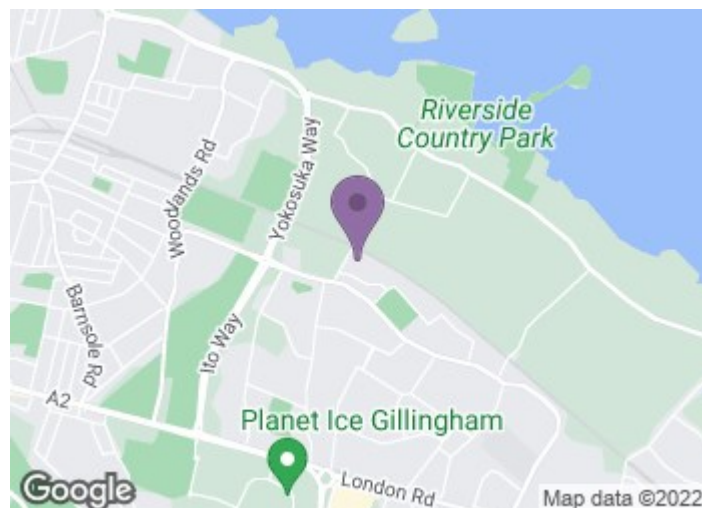 Riverside
Country Park
Woodlands Rd
Yokosuka Way
Barnsole Rd
Ito Way
A2
Planet Ice Gillingham
London Rd
Google
Map data ©2022